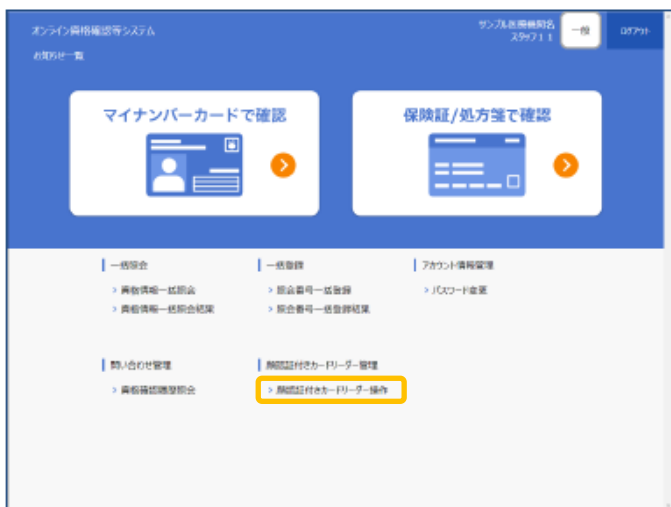 オンライン資格確認等システム
サンプル医療機関名
スタッフ１１
一般
ログアウト
お知らせ一覧
マイナンバーカードで確認
保険証/処方箋で確認
一括照会
一括登録
アカウント情報管理
> 資格情報一括照会
> 照会番号一括登録
> パスワード変更
> 資格情報一括照会結果
> 照会番号一括登録結果
問い合わせ管理
顔認証付きカードリーダー管理
> 資格確認履歴照会
> 顔認証付きカードリーダー操作